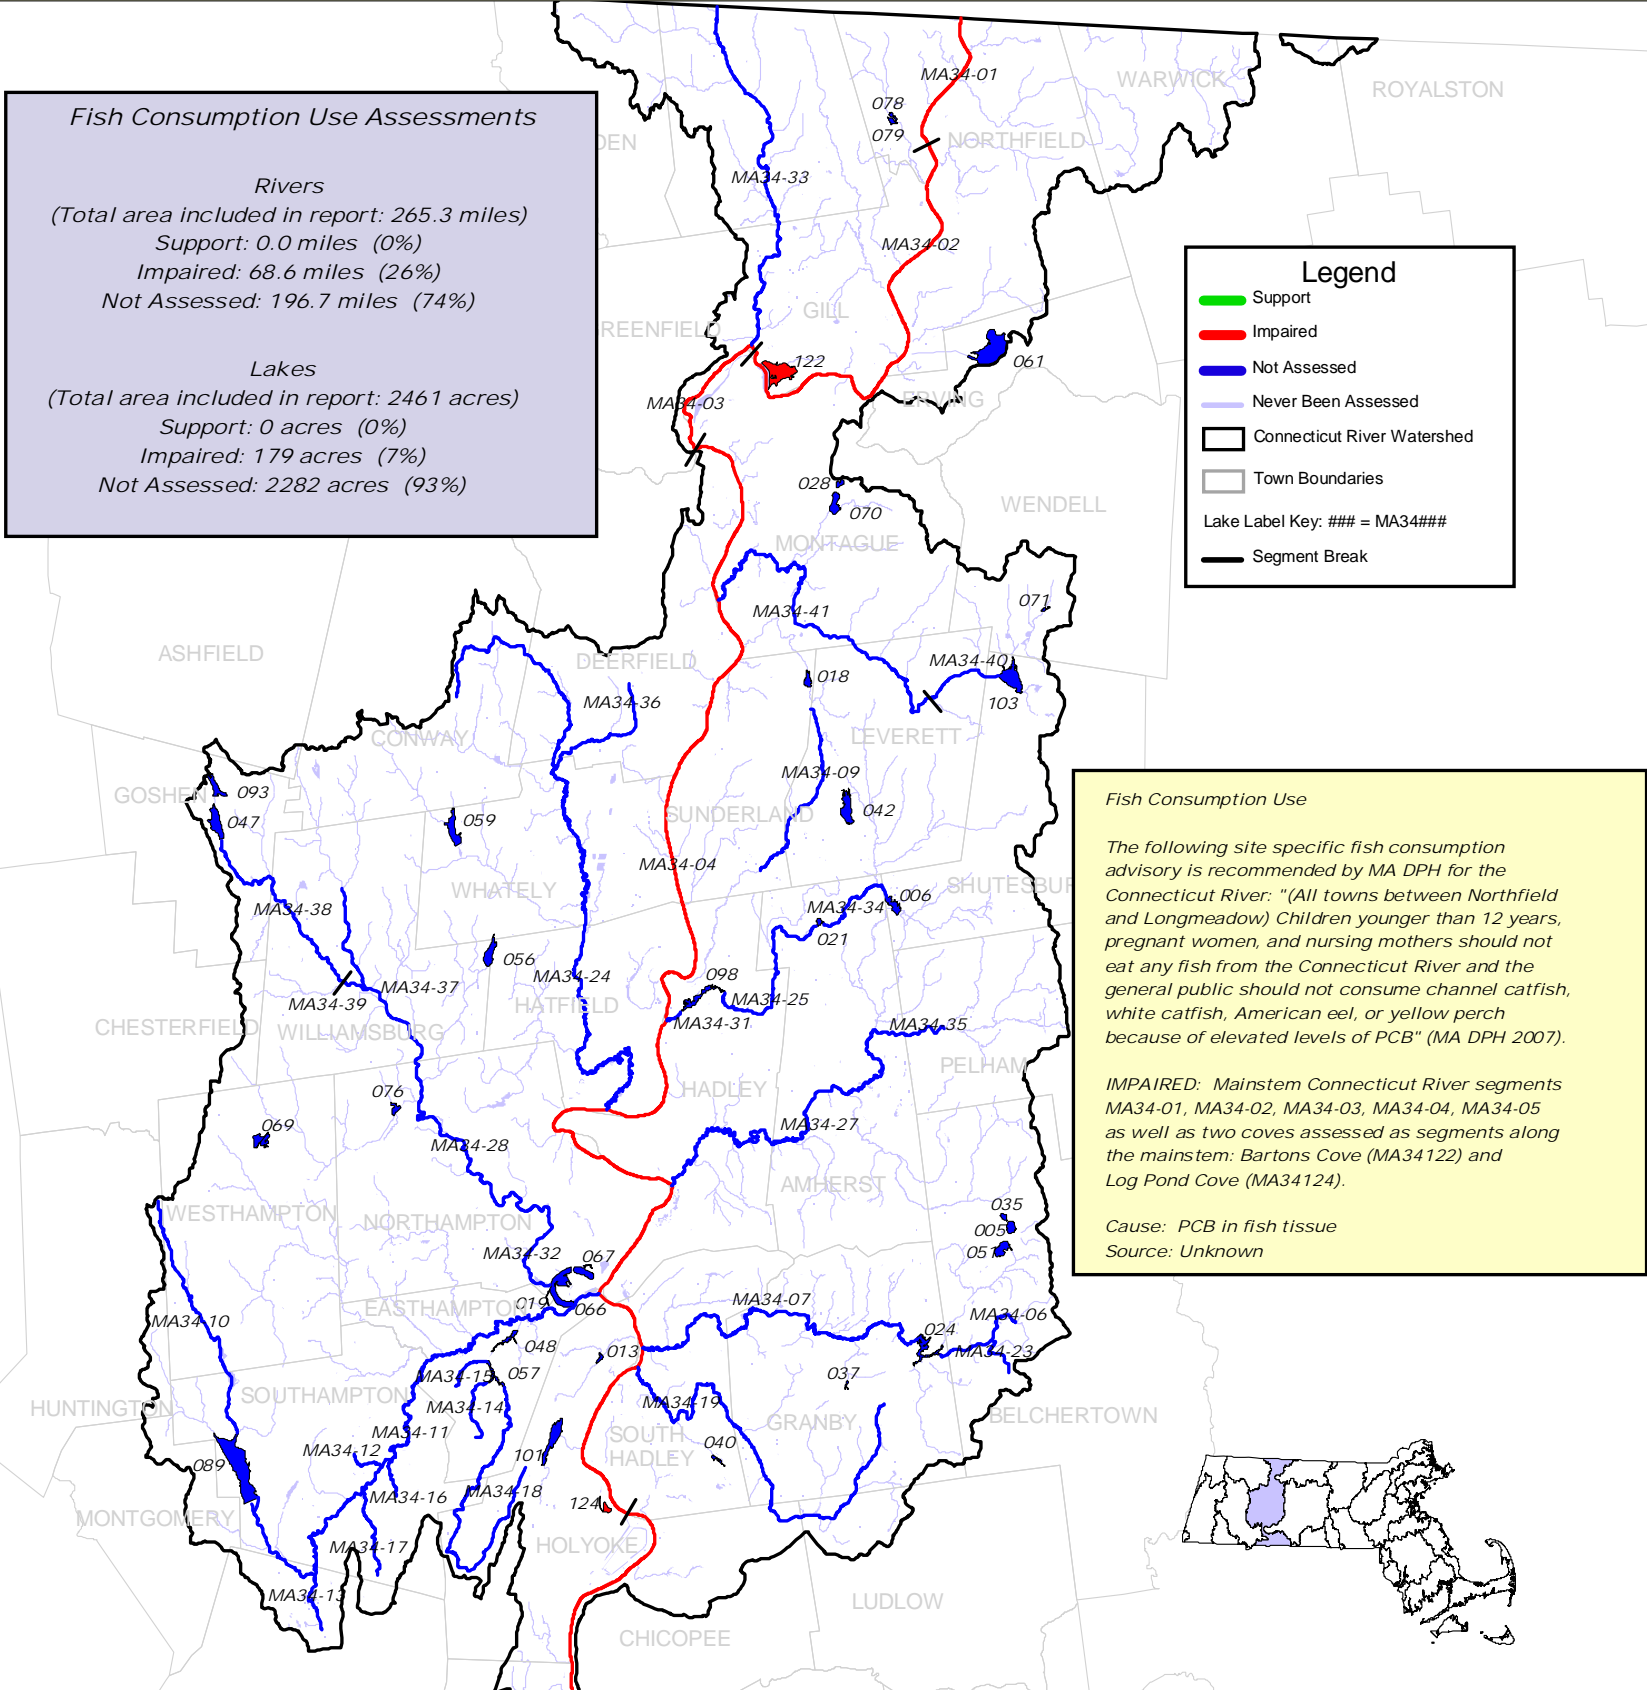 Fish Consumption Use Assessments
Rivers
(Total area included in report: 265.3 miles)
Support: 0.0 miles (0%)
Impaired: 68.6 miles (26%)
Not Assessed: 196.7 miles (74%)
Lakes
(Total area included in report: 2461 acres)
Support: 0 acres (0%)
Impaired: 179 acres (7%)
Not Assessed: 2282 acres (93%)
Legend
Support
Impaired
Not Assessed
Never Been Assessed
Connecticut River Watershed
Town Boundaries
Lake Label Key: ### = MA34###
Segment Break
Fish Consumption Use
The following site specific fish consumption
advisory is recommended by MA DPH for the
Connecticut River: "(All towns between Northfield
and Longmeadow) Children younger than 12 years,
pregnant women, and nursing mothers should not
eat any fish from the Connecticut River and the
general public should not consume channel catfish,
white catfish, American eel, or yellow perch
because of elevated levels of PCB" (MA DPH 2007).
IMPAIRED: Mainstem Connecticut River segments
MA34-01, MA34-02, MA34-03, MA34-04, MA34-05
as well as two coves assessed as segments along
the mainstem: Bartons Cove (MA34122) and
Log Pond Cove (MA34124).
Cause: PCB in fish tissue
Source: Unknown
MA34-01
WARWICK
ROYALSTON
078
079
DEN
NORTHFIELD
MA34-33
MA34-02
GILL
REENFIELD
122
061
MA34-03
ERVING
028
070
WENDELL
MONTAGUE
071
MA34-41
ASHFIELD
DEERFIELD
MA34-40
018
103
MA34-36
CONWAY
LEVERETT
MA34-09
GOSHEN
093
047
059
042
SUNDERLAND
MA34-04
WHATELY
SHUTESBUR
006
MA34-38
MA34-34
021
056
MA34-24
098
MA34-25
MA34-37
MA34-39
HATFIELD
MA34-31
MA34-35
CHESTERFIELD
WILLIAMSBURG
PELHAM
076
HADLEY
069
MA34-27
MA34-28
AMHERST
WESTHAMPTON
NORTHAMPTON
035
005
051
MA34-32
067
019
066
EASTHAMPTON
MA34-07
MA34-06
MA34-10
024
MA34-23
048
013
057
MA34-15
037
SOUTHAMPTON
MA34-14
MA34-19
HUNTINGTON
MA34-11
GRANBY
BELCHERTOWN
SOUTH
HADLEY
MA34-12
101
040
089
MA34-16
MA34-18
124
MONTGOMERY
MA34-17
HOLYOKE
MA34-13
LUDLOW
CHICOPEE